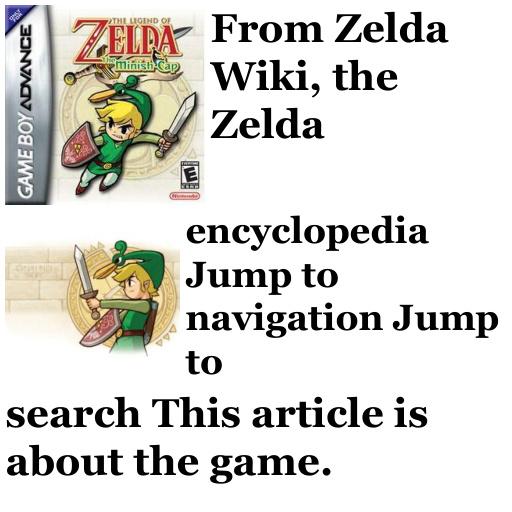 THE LEGEND OF
ZELDA
The Minish Cap
GAME BOY ADVANCE
EVERYONE
E
Nintendo
From Zelda
Wiki, the
Zelda
encyclopedia
Jump to
navigation Jump
to
search This article is
about the game.